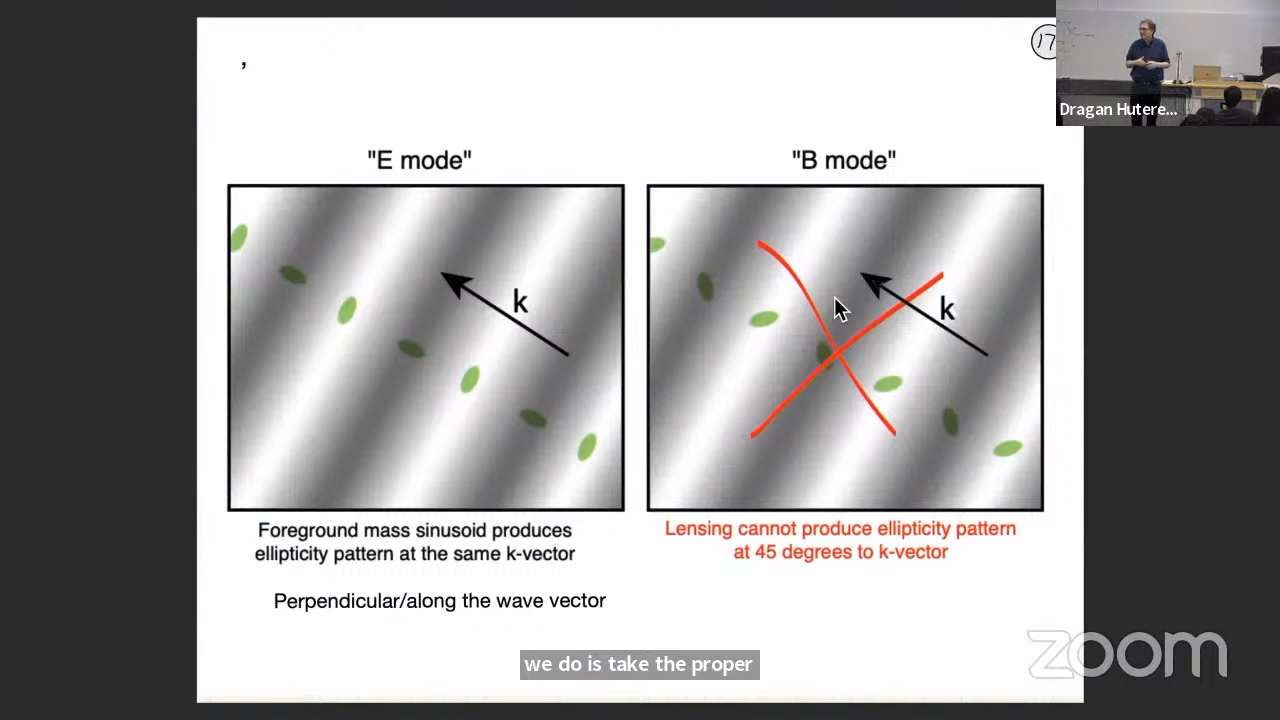 ,
17
Dragan Hutere...
"E mode"
"B mode"
k
k
Foreground mass sinusoid produces
ellipticity pattern at the same k-vector
Lensing cannot produce ellipticity pattern
at 45 degrees to k-vector
Perpendicular/along the wave vector
we do is take the proper
zoom